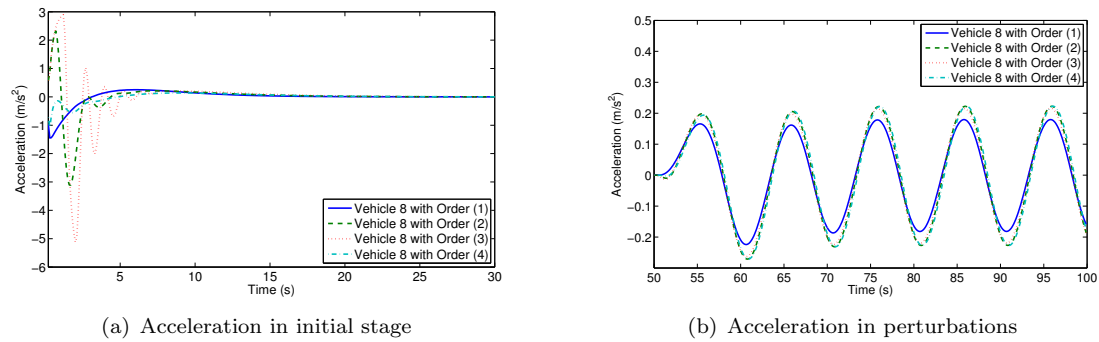 3
2
1
0
−1
−2
−3
−4
−5
−6
Acceleration (m/s²)
5
10
15
20
25
30
Time (s)
Vehicle 8 with Order (1)
Vehicle 8 with Order (2)
Vehicle 8 with Order (3)
Vehicle 8 with Order (4)
(a) Acceleration in initial stage
0.5
0.4
0.3
0.2
0.1
0
−0.1
−0.2
Acceleration (m/s²)
50
55
60
65
70
75
80
85
90
95
100
Time (s)
Vehicle 8 with Order (1)
Vehicle 8 with Order (2)
Vehicle 8 with Order (3)
Vehicle 8 with Order (4)
(b) Acceleration in perturbations